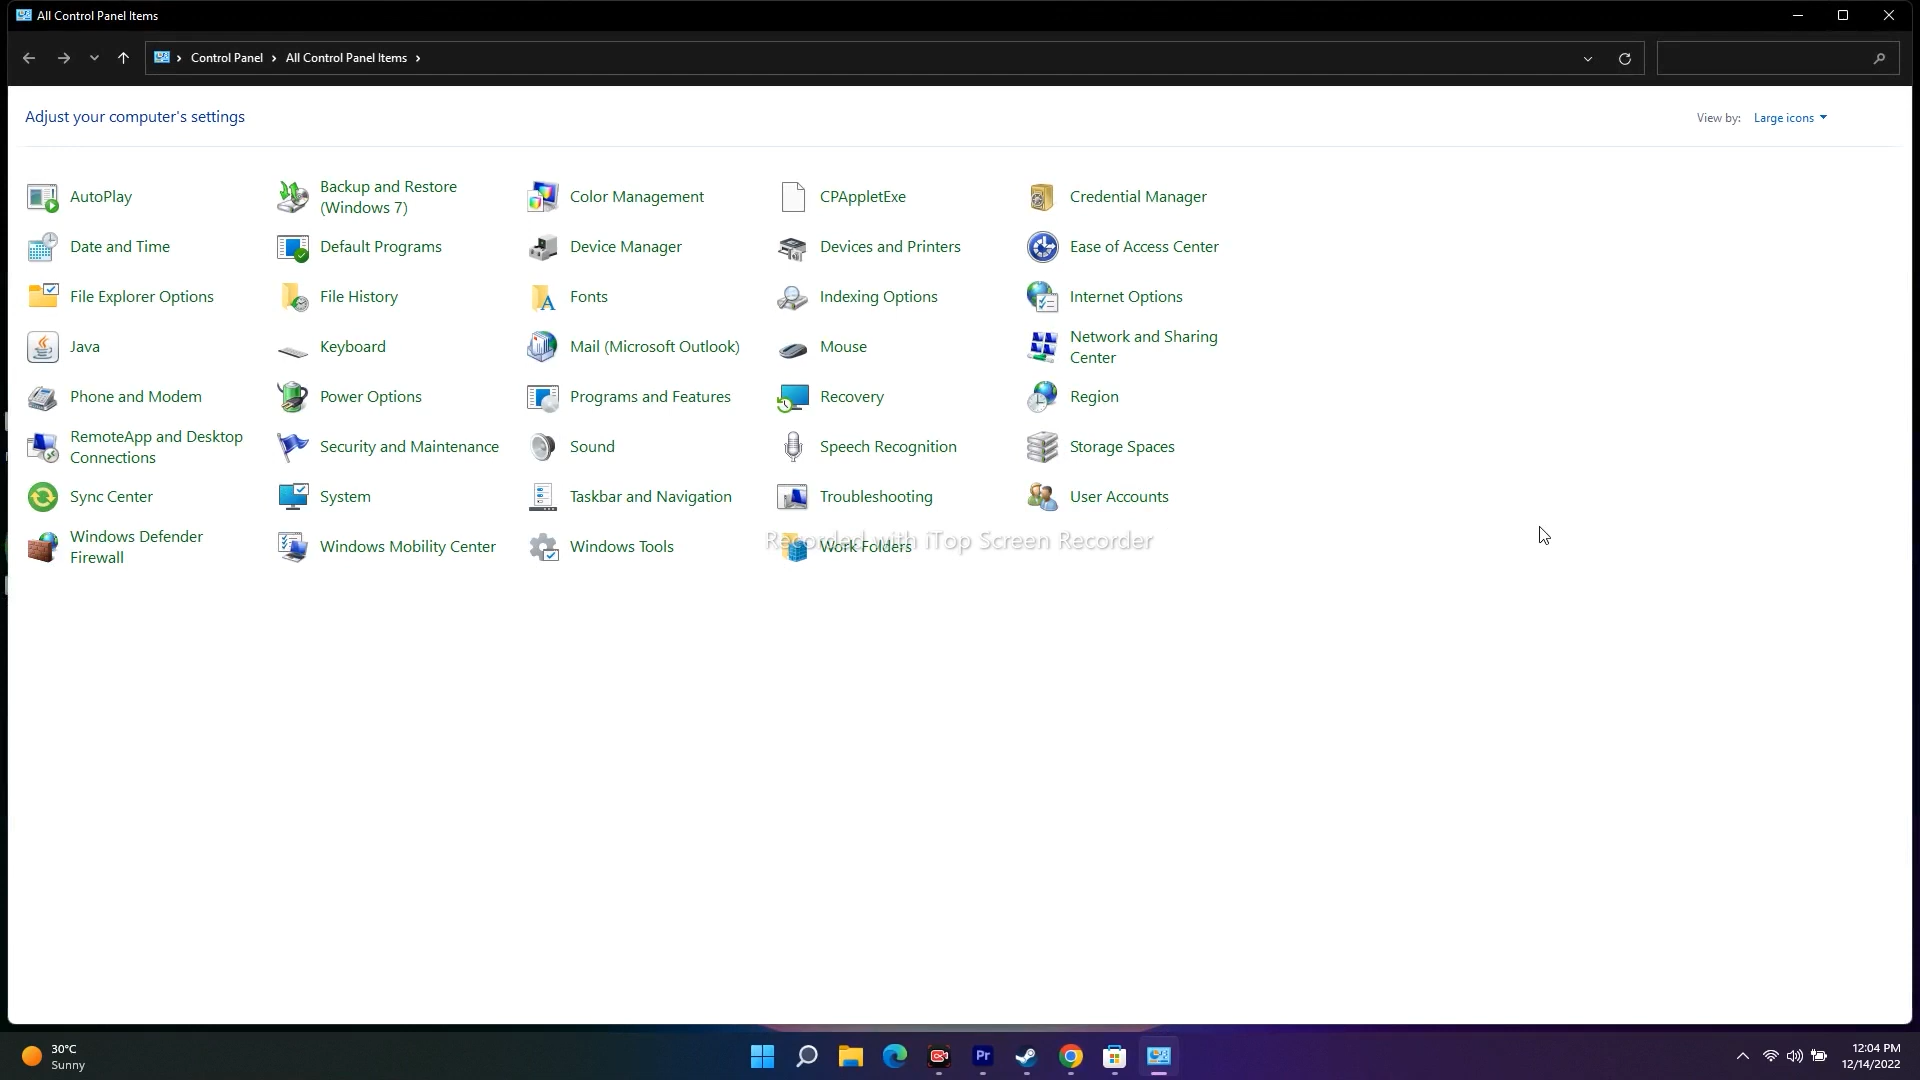 All Control Panel Items
Control Panel > All Control Panel Items >
Adjust your computer's settings
View by: Large icons
AutoPlay
Backup and Restore
(Windows 7)
Color Management
CPAppletExe
Credential Manager
Date and Time
Default Programs
Device Manager
Devices and Printers
Ease of Access Center
File Explorer Options
File History
Fonts
Indexing Options
Internet Options
Java
Keyboard
Mail (Microsoft Outlook)
Mouse
Network and Sharing
Center
Phone and Modem
Power Options
Programs and Features
Recovery
Region
RemoteApp and Desktop
Connections
Security and Maintenance
Sound
Speech Recognition
Storage Spaces
Sync Center
System
Taskbar and Navigation
Troubleshooting
User Accounts
Windows Defender
Firewall
Windows Mobility Center
Windows Tools
Work Folders
Recorded with iTop Screen Recorder
30°C
Sunny
Pr
12:04 PM
12/14/2022